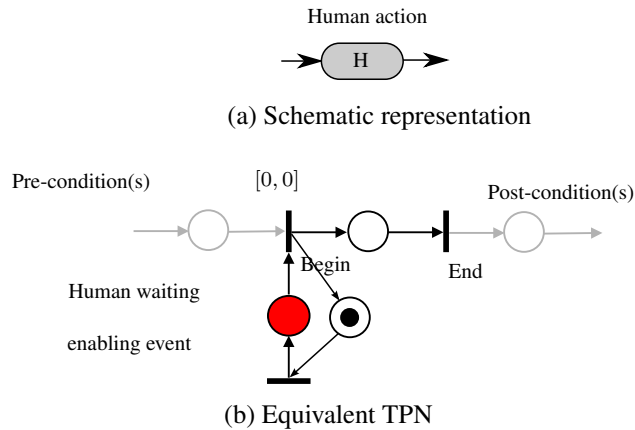 Human action
H
(a) Schematic representation
Pre-condition(s)
[0, 0]
Post-condition(s)
Begin
End
Human waiting
enabling event
(b) Equivalent TPN